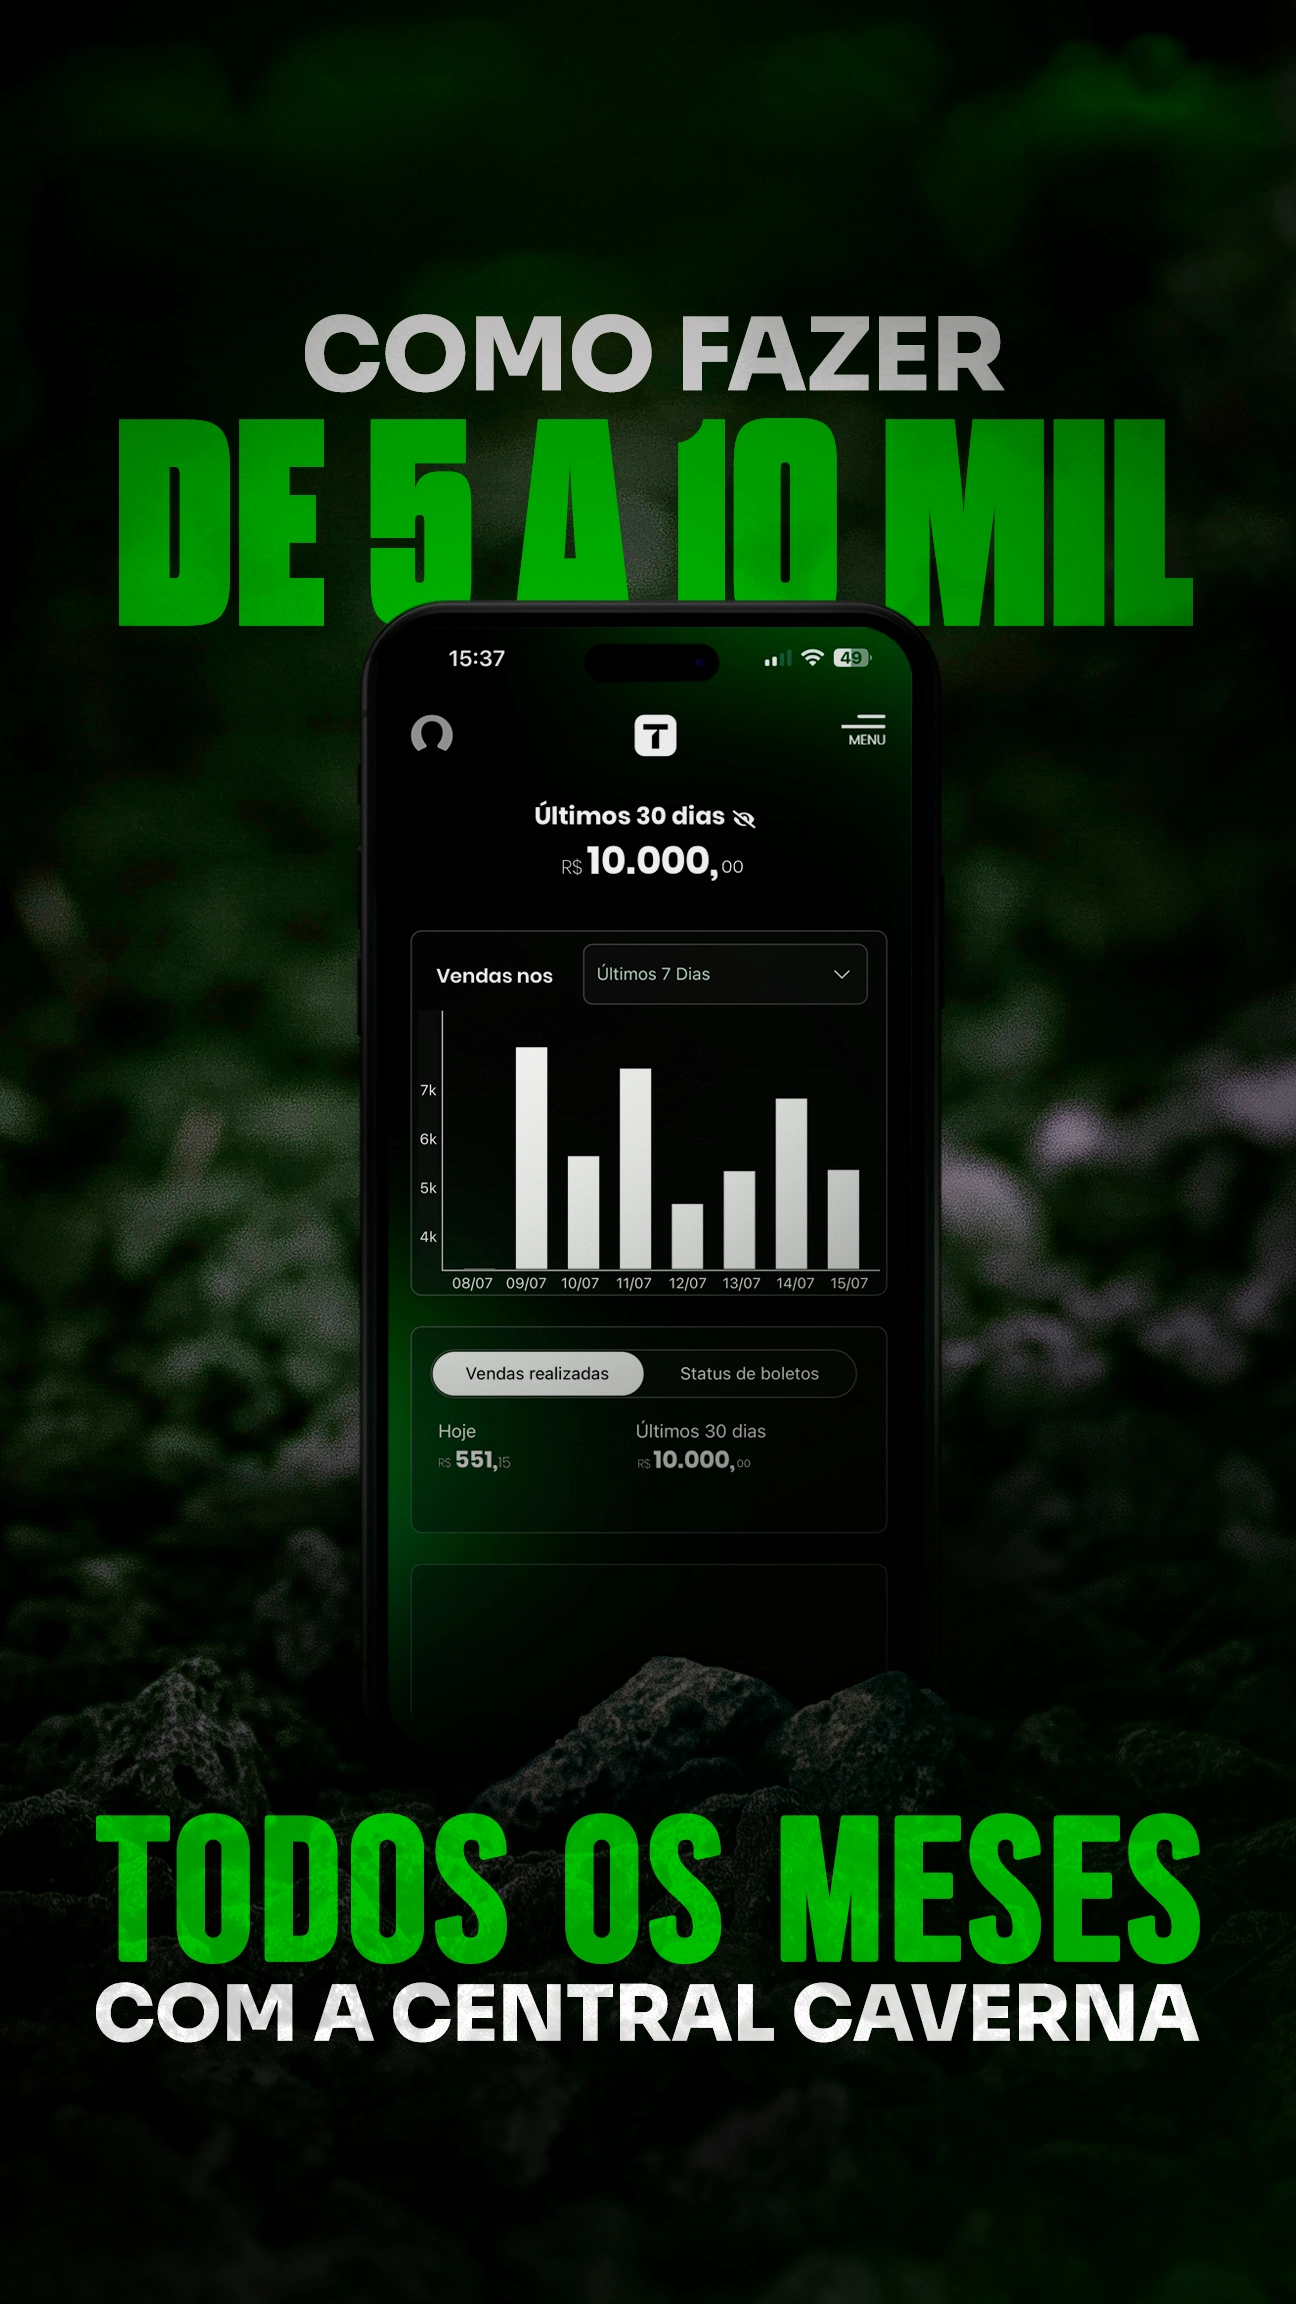 COMO FAZER
DE 5 A 10 MIL
15:37
49
T
MENU
Últimos 30 dias
R$ 10.000,00
Vendas nos
Últimos 7 Dias
7k
6k
5k
4k
08/07 09/07 10/07 11/07 12/07 13/07 14/07 15/07
Vendas realizadas Status de boletos
Hoje Últimos 30 dias
R$ 551,15 R$ 10.000,00
TODOS OS MESES
COM A CENTRAL CAVERNA